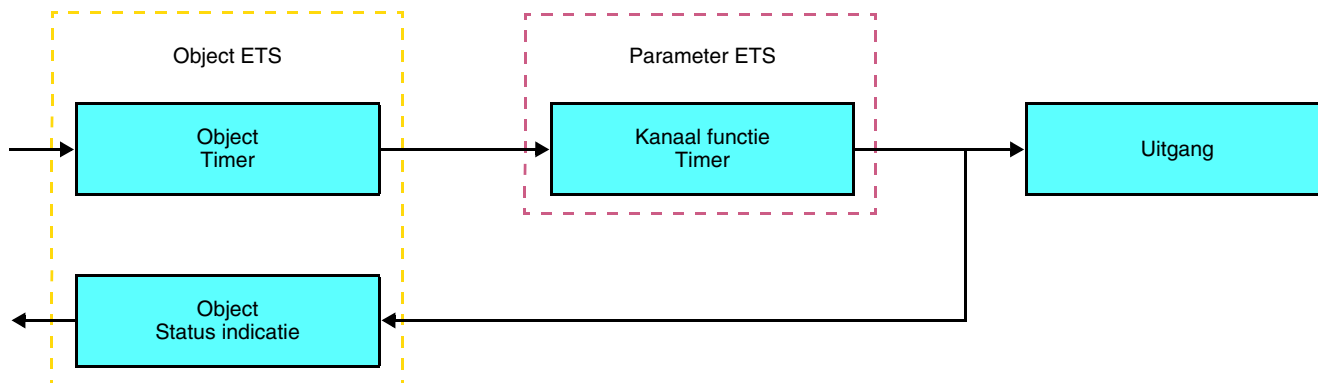 Object ETS
Parameter ETS
Object
Timer
Kanaal functie
Timer
Uitgang
Object
Status indicatie